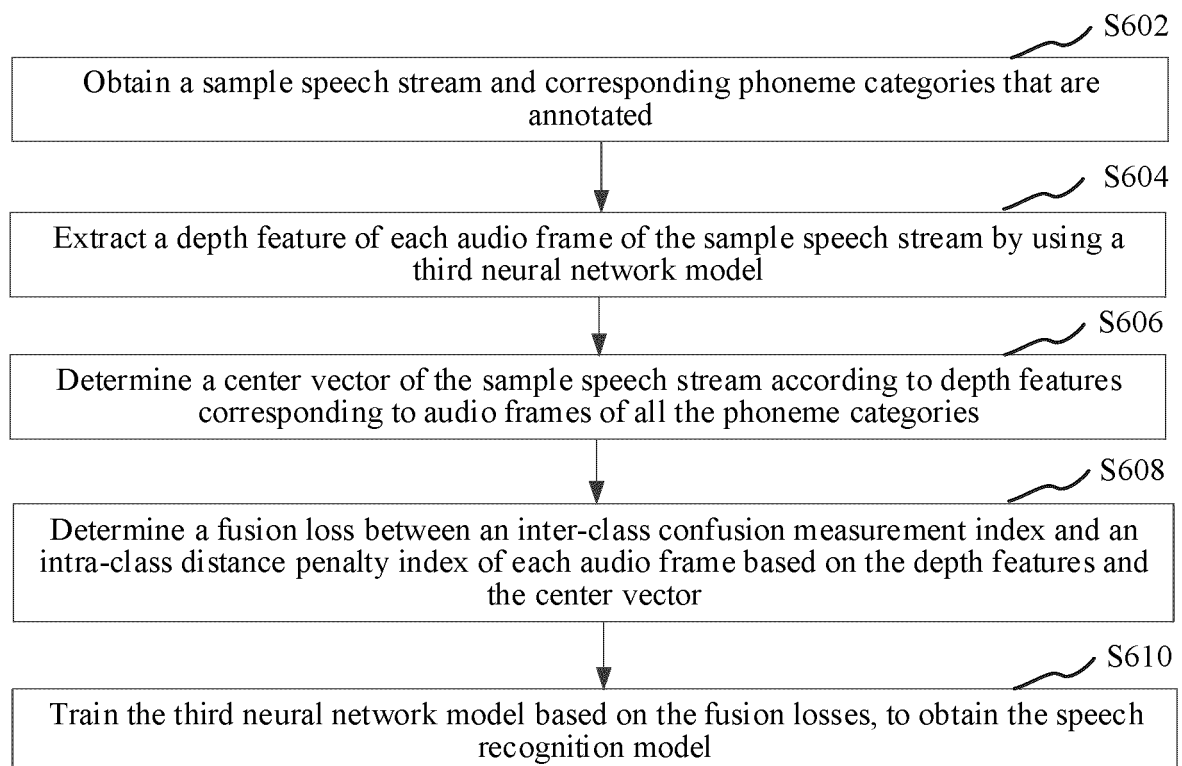 S602
Obtain a sample speech stream and corresponding phoneme categories that are
annotated
S604
Extract a depth feature of each audio frame of the sample speech stream by using a
third neural network model
S606
Determine a center vector of the sample speech stream according to depth features
corresponding to audio frames of all the phoneme categories
S608
Determine a fusion loss between an inter-class confusion measurement index and an
intra-class distance penalty index of each audio frame based on the depth features and
the center vector
S610
Train the third neural network model based on the fusion losses, to obtain the speech
recognition model